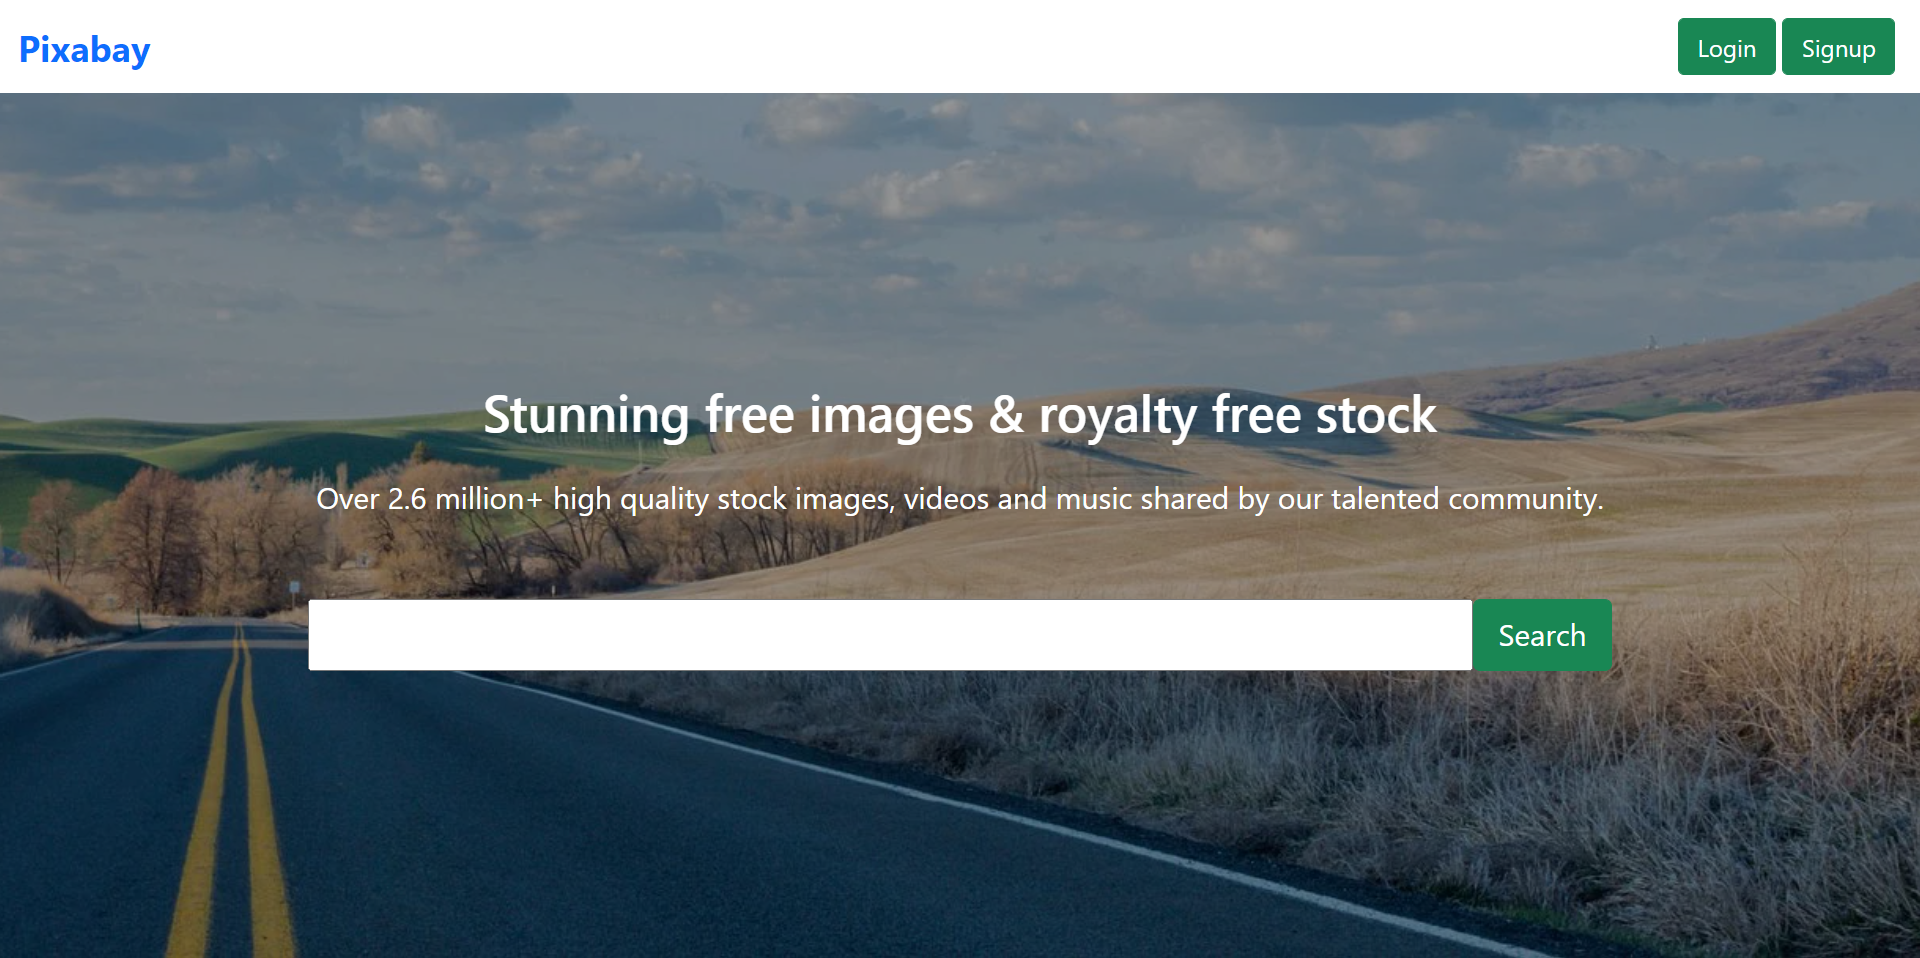 Pixabay
Login
Signup
Stunning free images & royalty free stock
Over 2.6 million+ high quality stock images, videos and music shared by our talented community.
Search